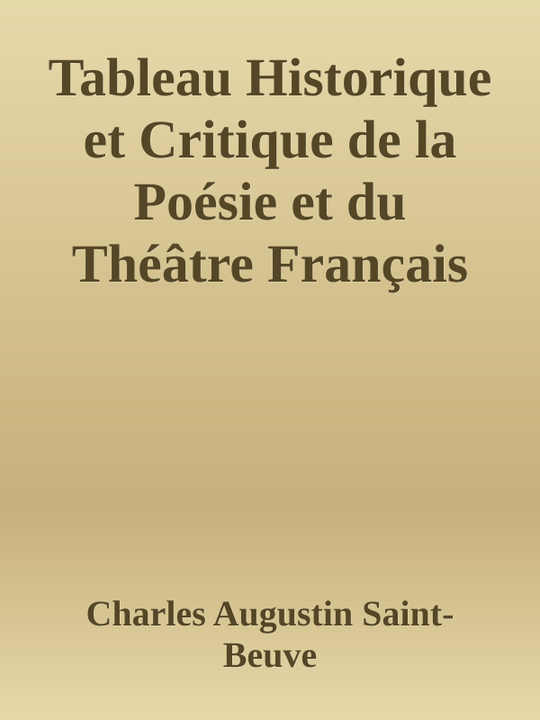 Tableau Historique
et Critique de la
Poésie et du
Théâtre Français
Charles Augustin Saint-
Beuve